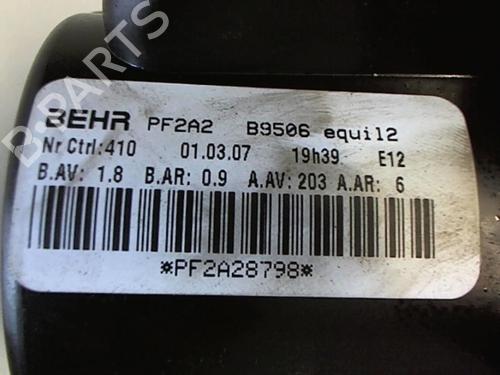 BEHR PF2A2 B9506 equil2
Nr Ctrl:410 01.03.07 19h39 E12
B.AV: 1.8 B.AR: 0.9 A.AV: 203 A.AR: 6
*PF2A28798*
B-PARTS